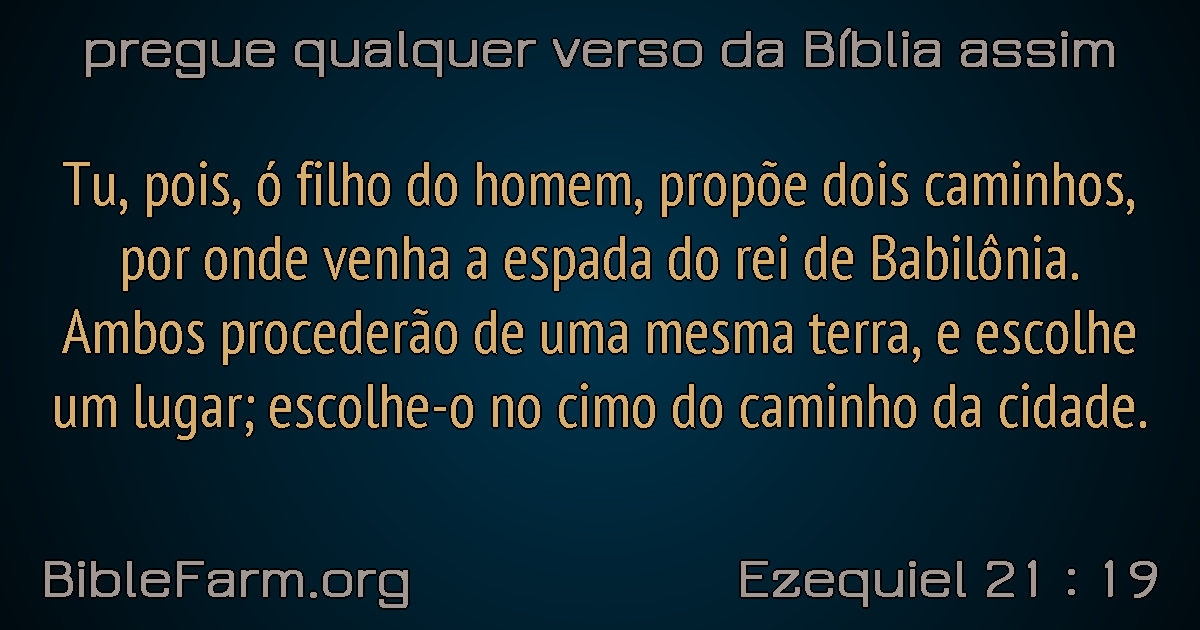 pregue qualquer verso da Bíblia assim
Tu, pois, ó filho do homem, propõe dois caminhos,
por onde venha a espada do rei de Babilônia.
Ambos procederão de uma mesma terra, e escolhe
um lugar; escolhe-o no cimo do caminho da cidade.
BibleFarm.org
Ezequiel 21 : 19